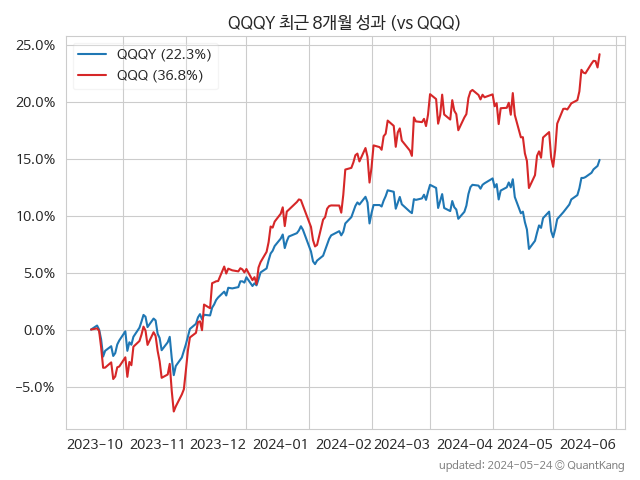 QQQY 최근 8개월 성과 (vs QQQ)
QQQY (22.3%)
QQQ (36.8%)
25.0%
20.0%
15.0%
10.0%
5.0%
0.0%
−5.0%
2023-10 2023-11 2023-12 2024-01 2024-02 2024-03 2024-04 2024-05 2024-06
updated: 2024-05-24 © QuantKang